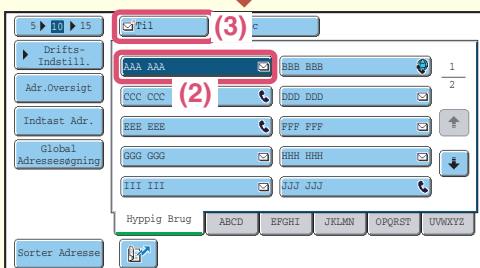 5 10 15
Til
(3)
c
Drifts-
Indstill.
Adr.Oversigt
Indtast Adr.
Global
Adressesøgning
Sorter Adresse
AAA AAA
BBB BBB
(2)
CCC CCC
DDD DDD
EEE EEE
FFF FFF
GGG GGG
HHH HHH
III III
JJJ JJJ
1
2
Hyppig Brug
ABCD
EFGHI
JKLMN
OPQRST
UVWXYZ